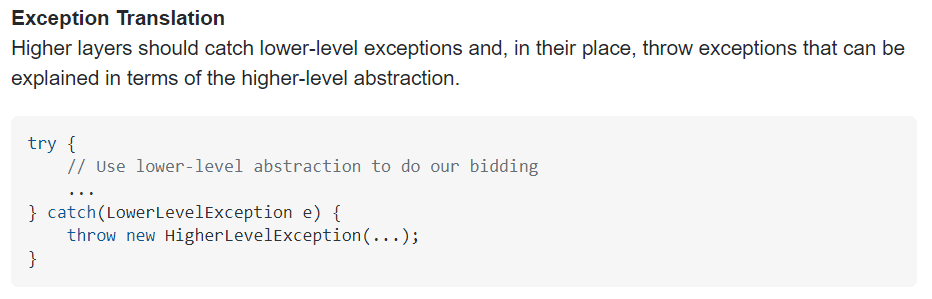 Exception Translation
Higher layers should catch lower-level exceptions and, in their place, throw exceptions that can be
explained in terms of the higher-level abstraction.
try {
    // Use lower-level abstraction to do our bidding
    ...
} catch(LowerLevelException e) {
    throw new HigherLevelException(...);
}